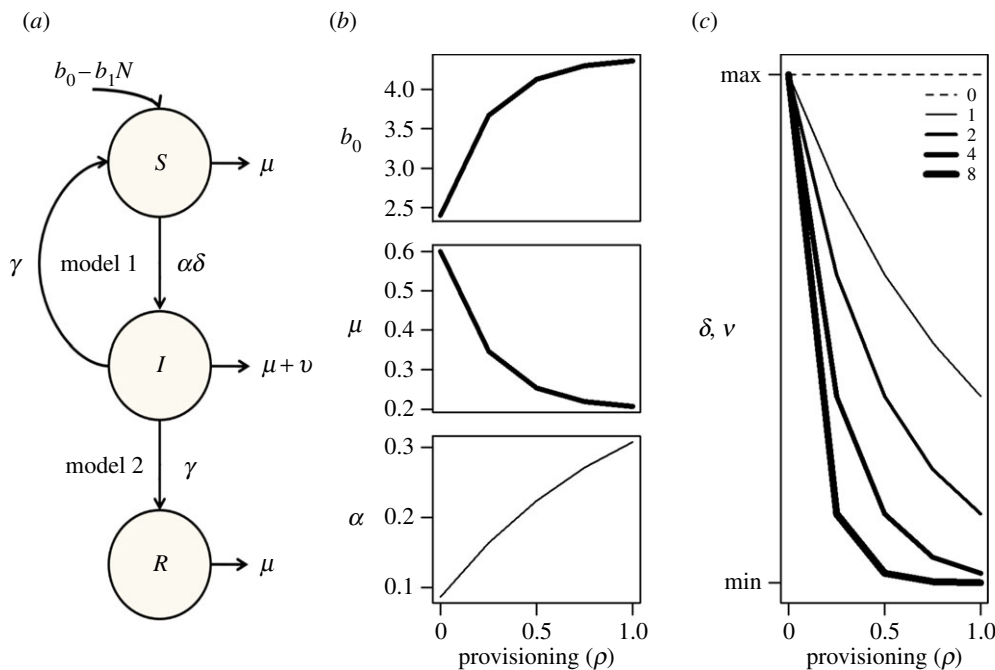 (a)
b₀ − b₁N
S
μ
γ
model 1
αδ
I
μ + υ
model 2
γ
R
μ
(b)
b₀
4.0
3.5
3.0
2.5
μ
0.6
0.5
0.4
0.3
0.2
α
0.3
0.2
0.1
0
0.5
1.0
provisioning (ρ)
(c)
max
δ, ν
min
0
1
2
4
8
0
0.5
1.0
provisioning (ρ)